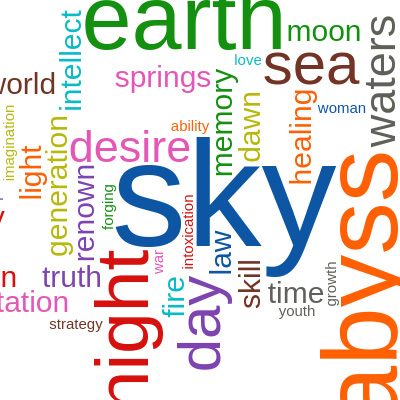 earth
intellect
moon
waters
love
sea
world
springs
memory
dawn
healing
woman
imagination
light
generation
ability
desire
renown
forging
sky
abyss
intoxication
law
war
truth
skill
growth
tation
night
fire
day
time
youth
strategy